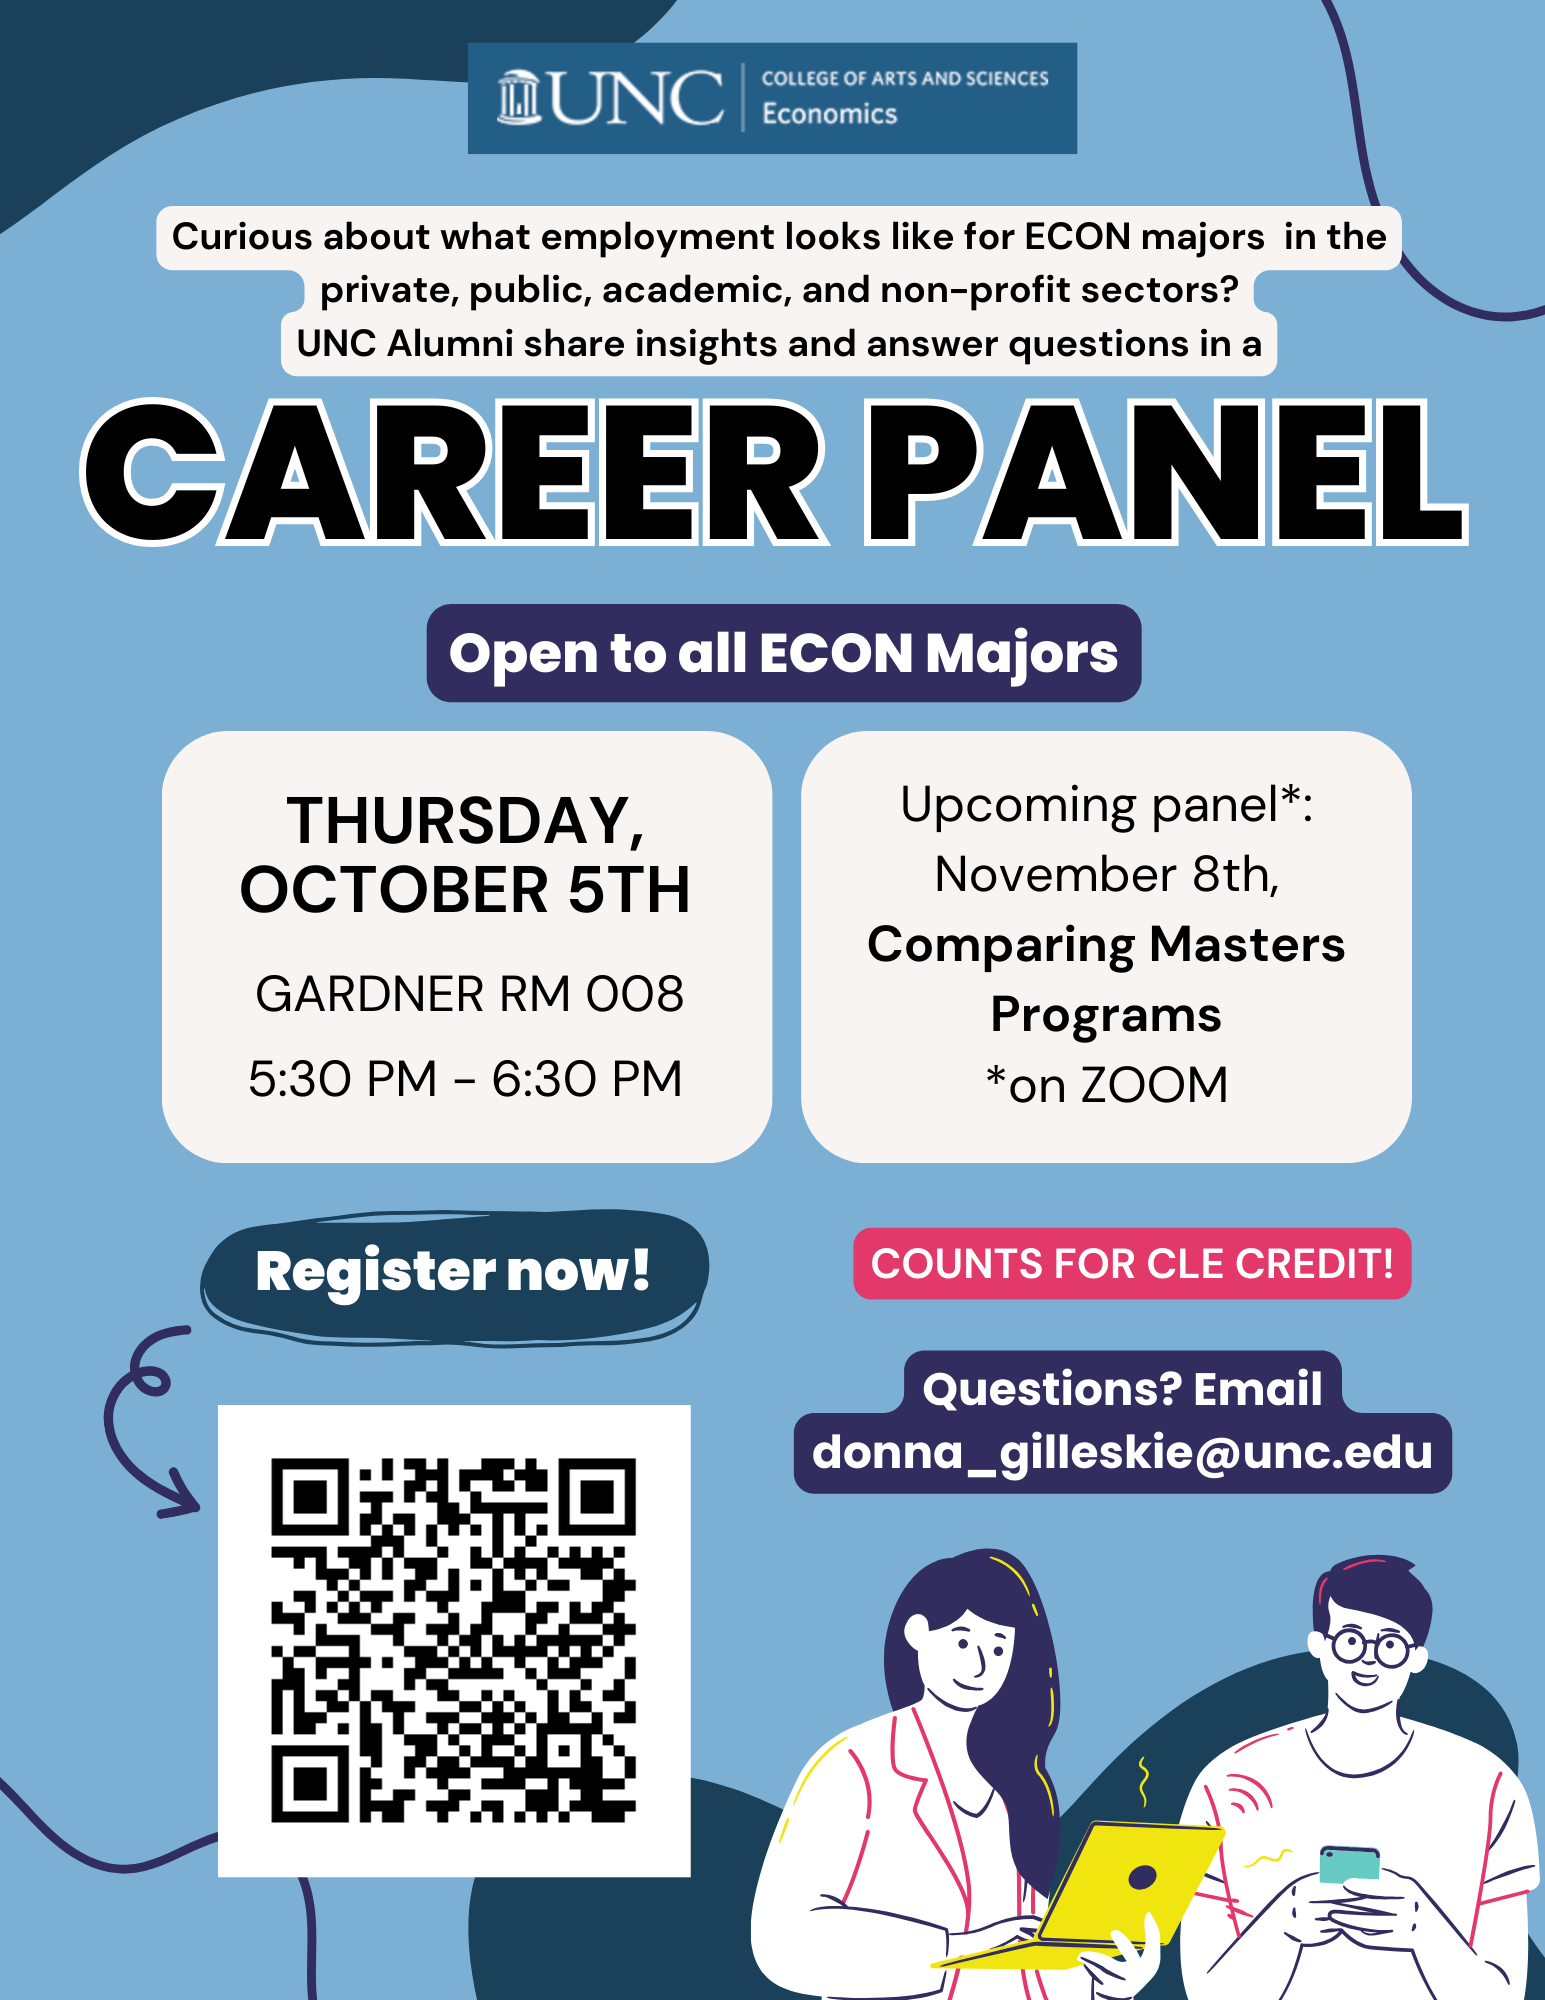 UNC
COLLEGE OF ARTS AND SCIENCES
Economics
Curious about what employment looks like for ECON majors in the
private, public, academic, and non-profit sectors?
UNC Alumni share insights and answer questions in a
CAREER PANEL
Open to all ECON Majors
THURSDAY,
OCTOBER 5TH
GARDNER RM 008
5:30 PM - 6:30 PM
Upcoming panel*:
November 8th,
Comparing Masters
Programs
*on ZOOM
Register now!
COUNTS FOR CLE CREDIT!
Questions? Email
donna_gilleskie@unc.edu